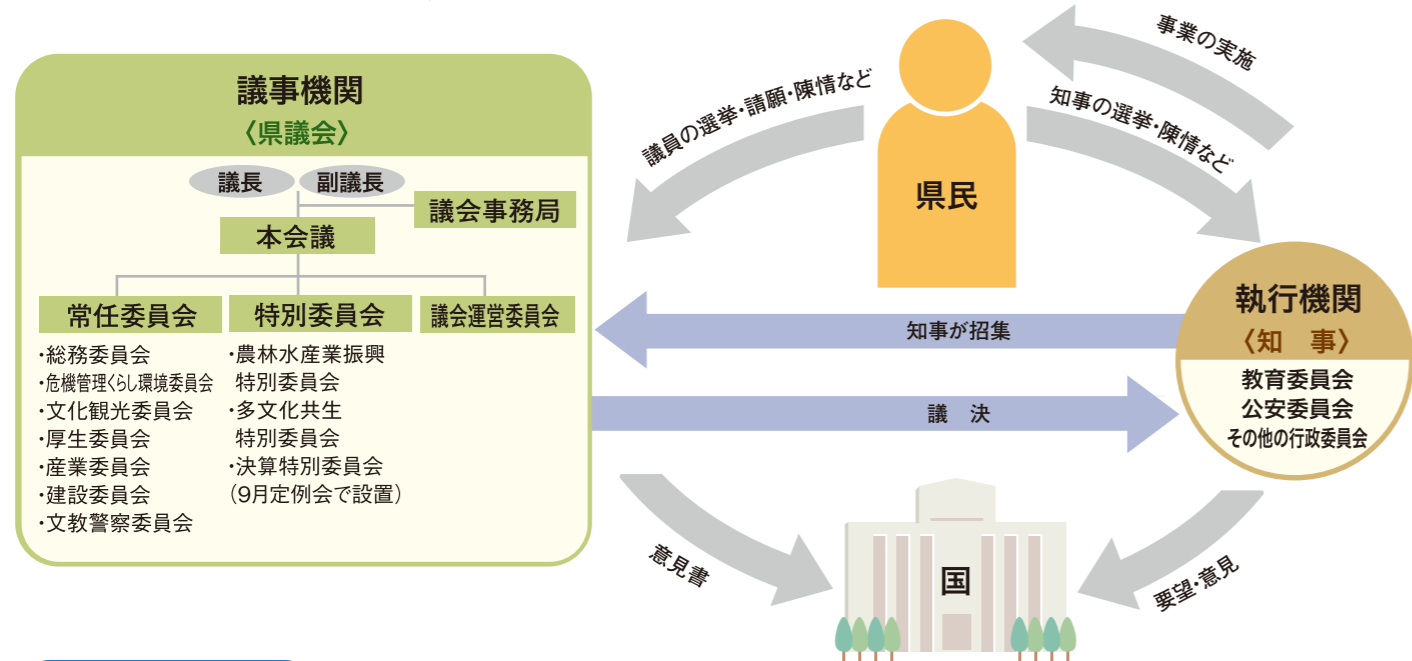 議事機関
〈県議会〉
議長
副議長
議会事務局
本会議
常任委員会
・総務委員会
・危機管理くらし環境委員会
・文化観光委員会
・厚生委員会
・産業委員会
・建設委員会
・文教警察委員会
特別委員会
・農林水産業振興
特別委員会
・多文化共生
特別委員会
・決算特別委員会
(9月定例会で設置)
議会運営委員会
議員の選挙・請願・陳情など
県民
事業の実施
知事の選挙・陳情など
知事が招集
議 決
執行機関
〈知 事〉
教育委員会
公安委員会
その他の行政委員会
意見書
国
要望・意見